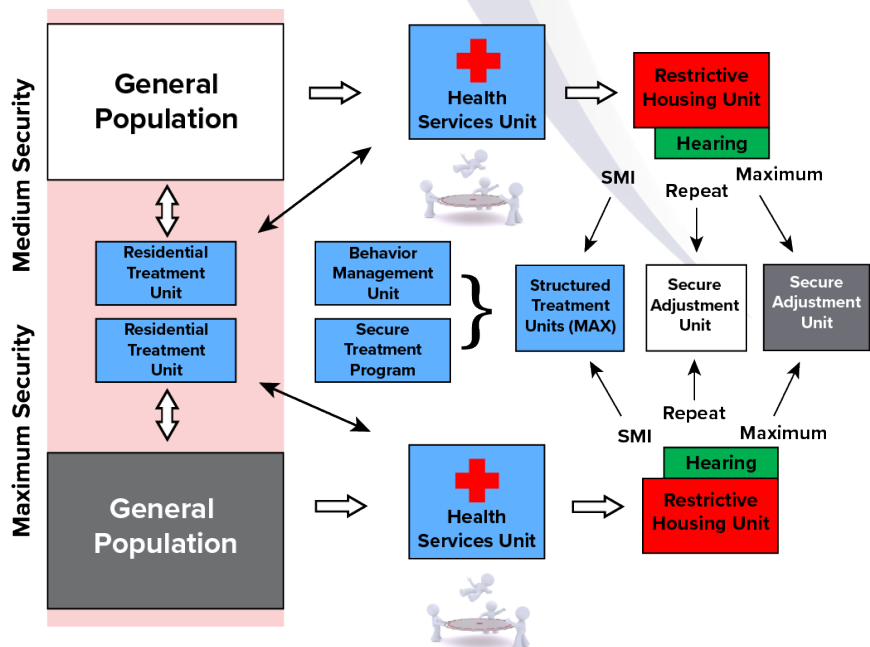 Medium Security
General
Population
Health
Services Unit
Restrictive
Housing Unit
Hearing
SMI
Repeat
Maximum
Residential
Treatment
Unit
Behavior
Management
Unit
Structured
Treatment
Units (MAX)
Secure
Adjustment
Unit
Secure
Adjustment
Unit
Maximum Security
Residential
Treatment
Unit
Secure
Treatment
Program
SMI
Repeat
Maximum
General
Population
Health
Services Unit
Hearing
Restrictive
Housing Unit